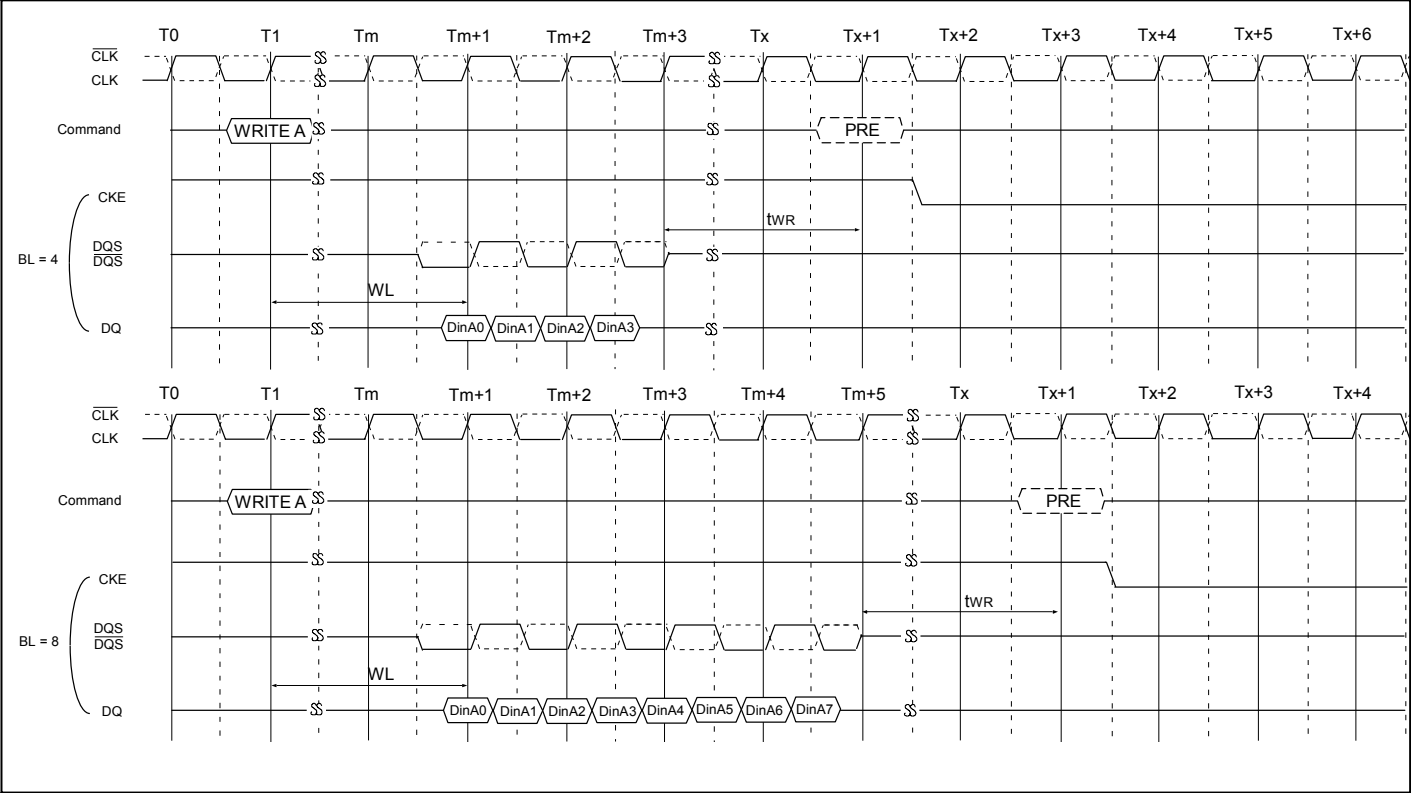 T0 T1 Tm Tm+1 Tm+2 Tm+3 Tx Tx+1 Tx+2 Tx+3 Tx+4 Tx+5 Tx+6
CLK
CLK
Command WRITE A PRE
CKE
tWR
BL = 4
DQS
DQS
WL
DQ DinA0 DinA1 DinA2 DinA3
T0 T1 Tm Tm+1 Tm+2 Tm+3 Tm+4 Tm+5 Tx Tx+1 Tx+2 Tx+3 Tx+4
CLK
CLK
Command WRITE A PRE
CKE
tWR
BL = 8
DQS
DQS
WL
DQ DinA0 DinA1 DinA2 DinA3 DinA4 DinA5 DinA6 DinA7